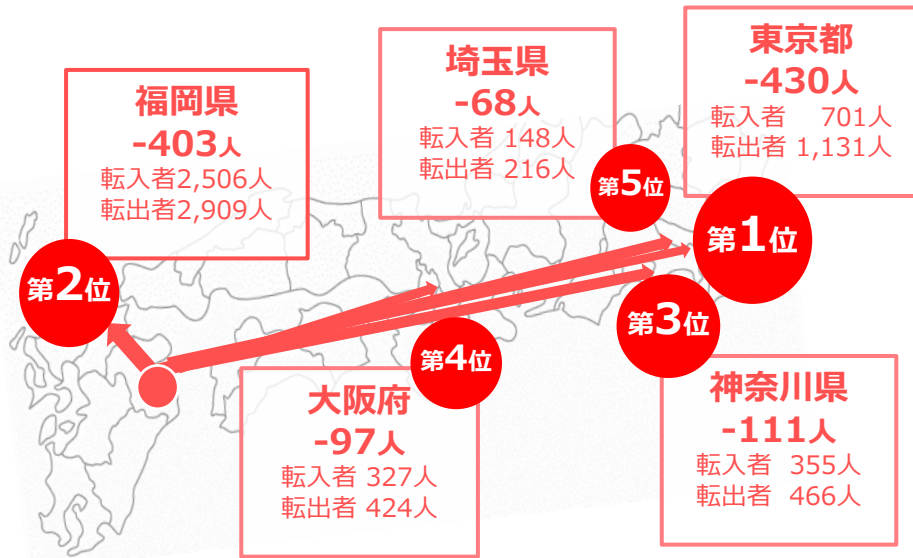 福岡県
-403人
転入者2,506人
転出者2,909人
第2位
埼玉県
-68人
転入者 148人
転出者 216人
第5位
東京都
-430人
転入者 701人
転出者 1,131人
第1位
大阪府
-97人
転入者 327人
転出者 424人
第4位
神奈川県
-111人
転入者 355人
転出者 466人
第3位